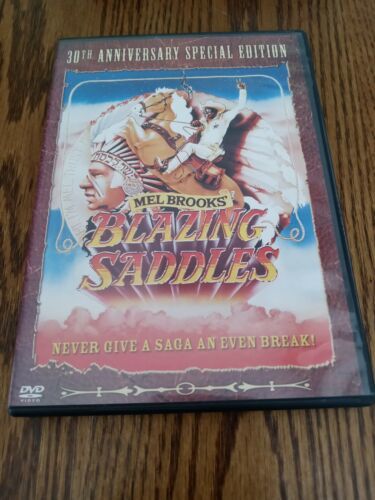 30TH ANNIVERSARY SPECIAL EDITION
MEL BROOKS'
BLAZING
SADDLES
NEVER GIVE A SAGA AN EVEN BREAK!
DVD
VIDEO